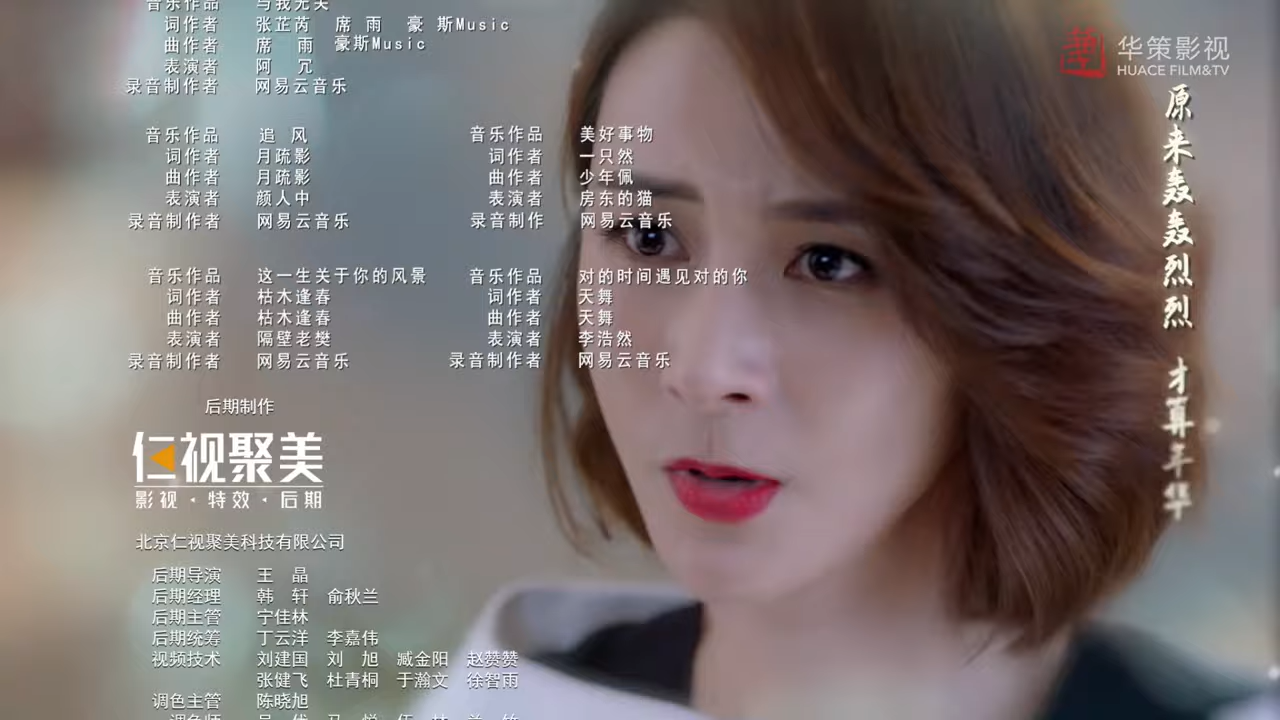 音乐作品 与我无关
词作者 张芷芮 席 雨 豪 斯Music
曲作者 席 雨 豪斯Music
表演者 阿 冗
录音制作者 网易云音乐
音乐作品 追 风
词作者 月疏影
曲作者 月疏影
表演者 颜人中
录音制作者 网易云音乐
音乐作品 美好事物
词作者 一只然
曲作者 少年佩
表演者 房东的猫
录音制作 网易云音乐
音乐作品 这一生关于你的风景
词作者 枯木逢春
曲作者 枯木逢春
表演者 隔壁老樊
录音制作者 网易云音乐
音乐作品 对的时间遇见对的你
词作者 天舞
曲作者 天舞
表演者 李浩然
录音制作者 网易云音乐
后期制作
仁视聚美
影视·特效·后期
北京仁视聚美科技有限公司
后期导演 王 晶
后期经理 韩 轩 俞秋兰
后期主管 宁佳林
后期统筹 丁云洋 李嘉伟
视频技术 刘建国 刘 旭 臧金阳 赵赞赞
张健飞 杜青桐 于瀚文 徐智雨
调色主管 陈晓旭
華
华策影视
HUACE FILM&TV
原来轰轰烈烈 才算年华